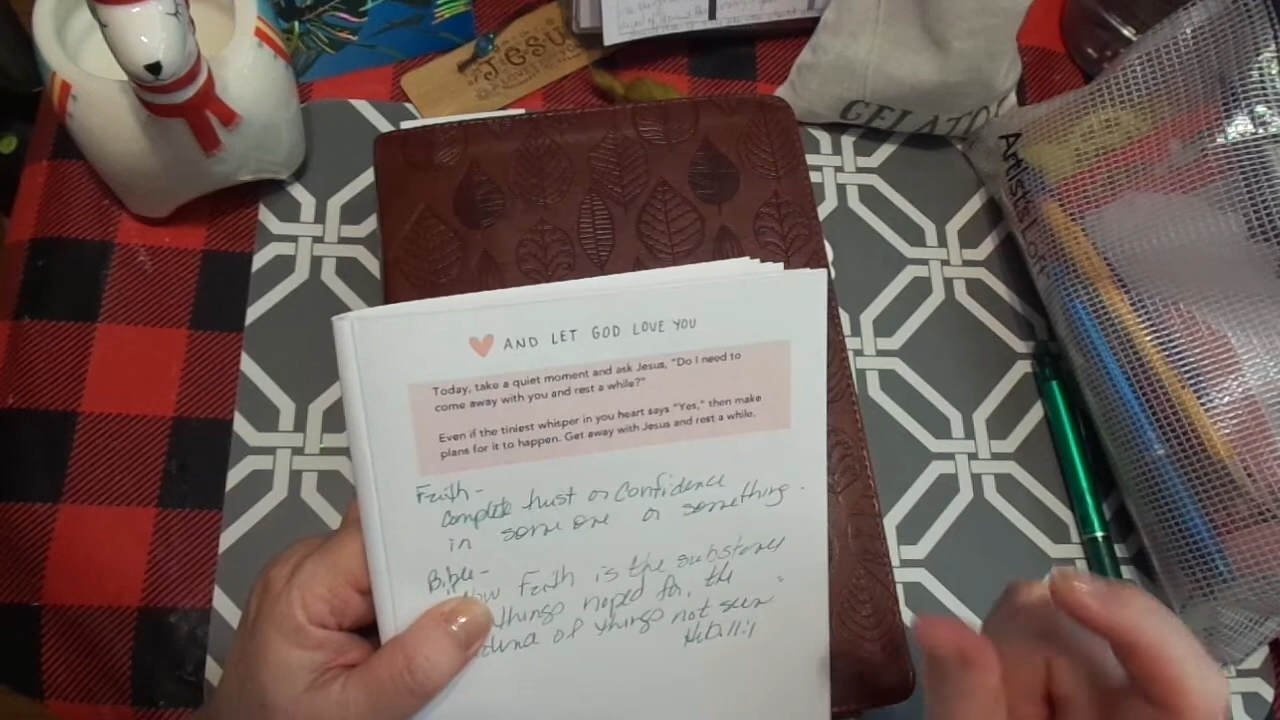 JESUS
LOVES
GELATO
Artist's Loft
AND LET GOD LOVE YOU
Today, take a quiet moment and ask Jesus, "Do I need to
come away with you and rest a while?"
Even if the tiniest whisper in you heart says "Yes," then make
plans for it to happen. Get away with Jesus and rest a while.
Faith -
complete trust or confidence
in someone or something.
Bible -
Faith is the substance
things hoped for, the
of things not seen
Heb 11:1